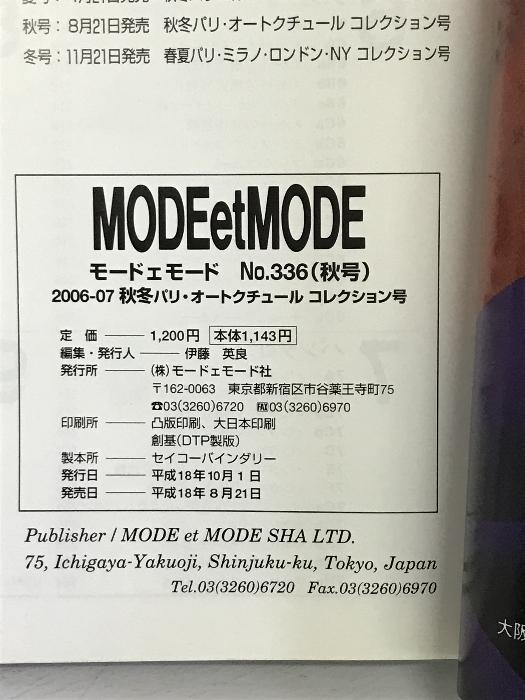 秋号：8月21日発売　秋冬パリ・オートクチュール コレクション号
冬号：11月21日発売　春夏パリ・ミラノ・ロンドン・NY コレクション号
MODEetMODE
モードェモード　No.336（秋号）
2006-07 秋冬パリ・オートクチュール コレクション号
定　価 ―― 1,200円　本体1,143円
編集・発行人 ―― 伊藤　英良
発行所 ―― （株）モードェモード社
〒162-0063　東京都新宿区市谷薬王寺町75
☎03(3260)6720　FAX03(3260)6970
印刷所 ―― 凸版印刷、大日本印刷
創基(DTP製版)
製本所 ―― セイコーバインダリー
発行日 ―― 平成18年10月1日
発売日 ―― 平成18年8月21日
Publisher / MODE et MODE SHA LTD.
75, Ichigaya-Yakuoji, Shinjuku-ku, Tokyo, Japan
Tel.03(3260)6720　Fax.03(3260)6970
大阪